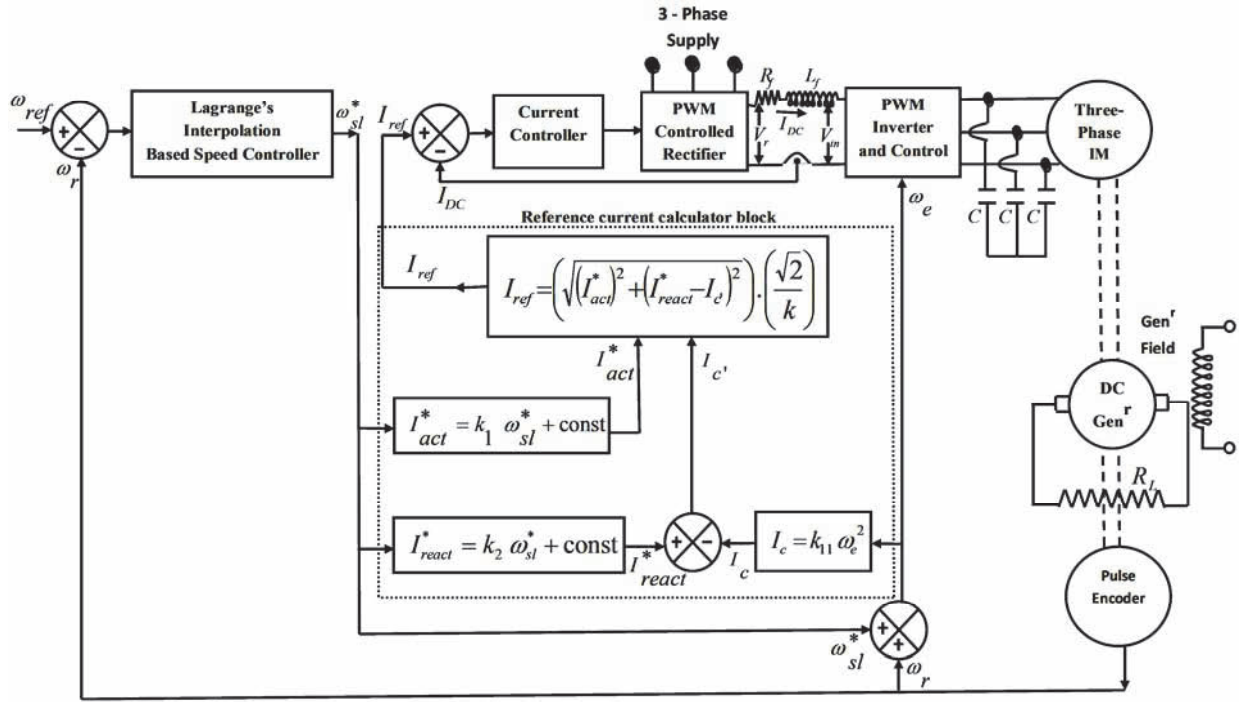 3 - Phase
Supply
ω_ref
+
−
ω_r
Lagrange's
Interpolation
Based Speed Controller
ω*_sl
I_ref
+
−
I_DC
Current
Controller
PWM
Controlled
Rectifier
R_f
L_f
I_DC
V_r
V_in
PWM
Inverter
and Control
ω_e
Three-
Phase
IM
C
C
C
Reference current calculator block
I_ref
I_ref = (√((I*_act)² + (I*_react − I_c')²)) . (√2 / k)
I*_act
I_c'
I*_act = k_1 ω*_sl + const
I*_react = k_2 ω*_sl + const
I*_react
+
−
I_c
I_c = k_11 ω_e²
ω*_sl
+
+
ω_r
Gen^r
Field
DC
Gen^r
R_L
Pulse
Encoder